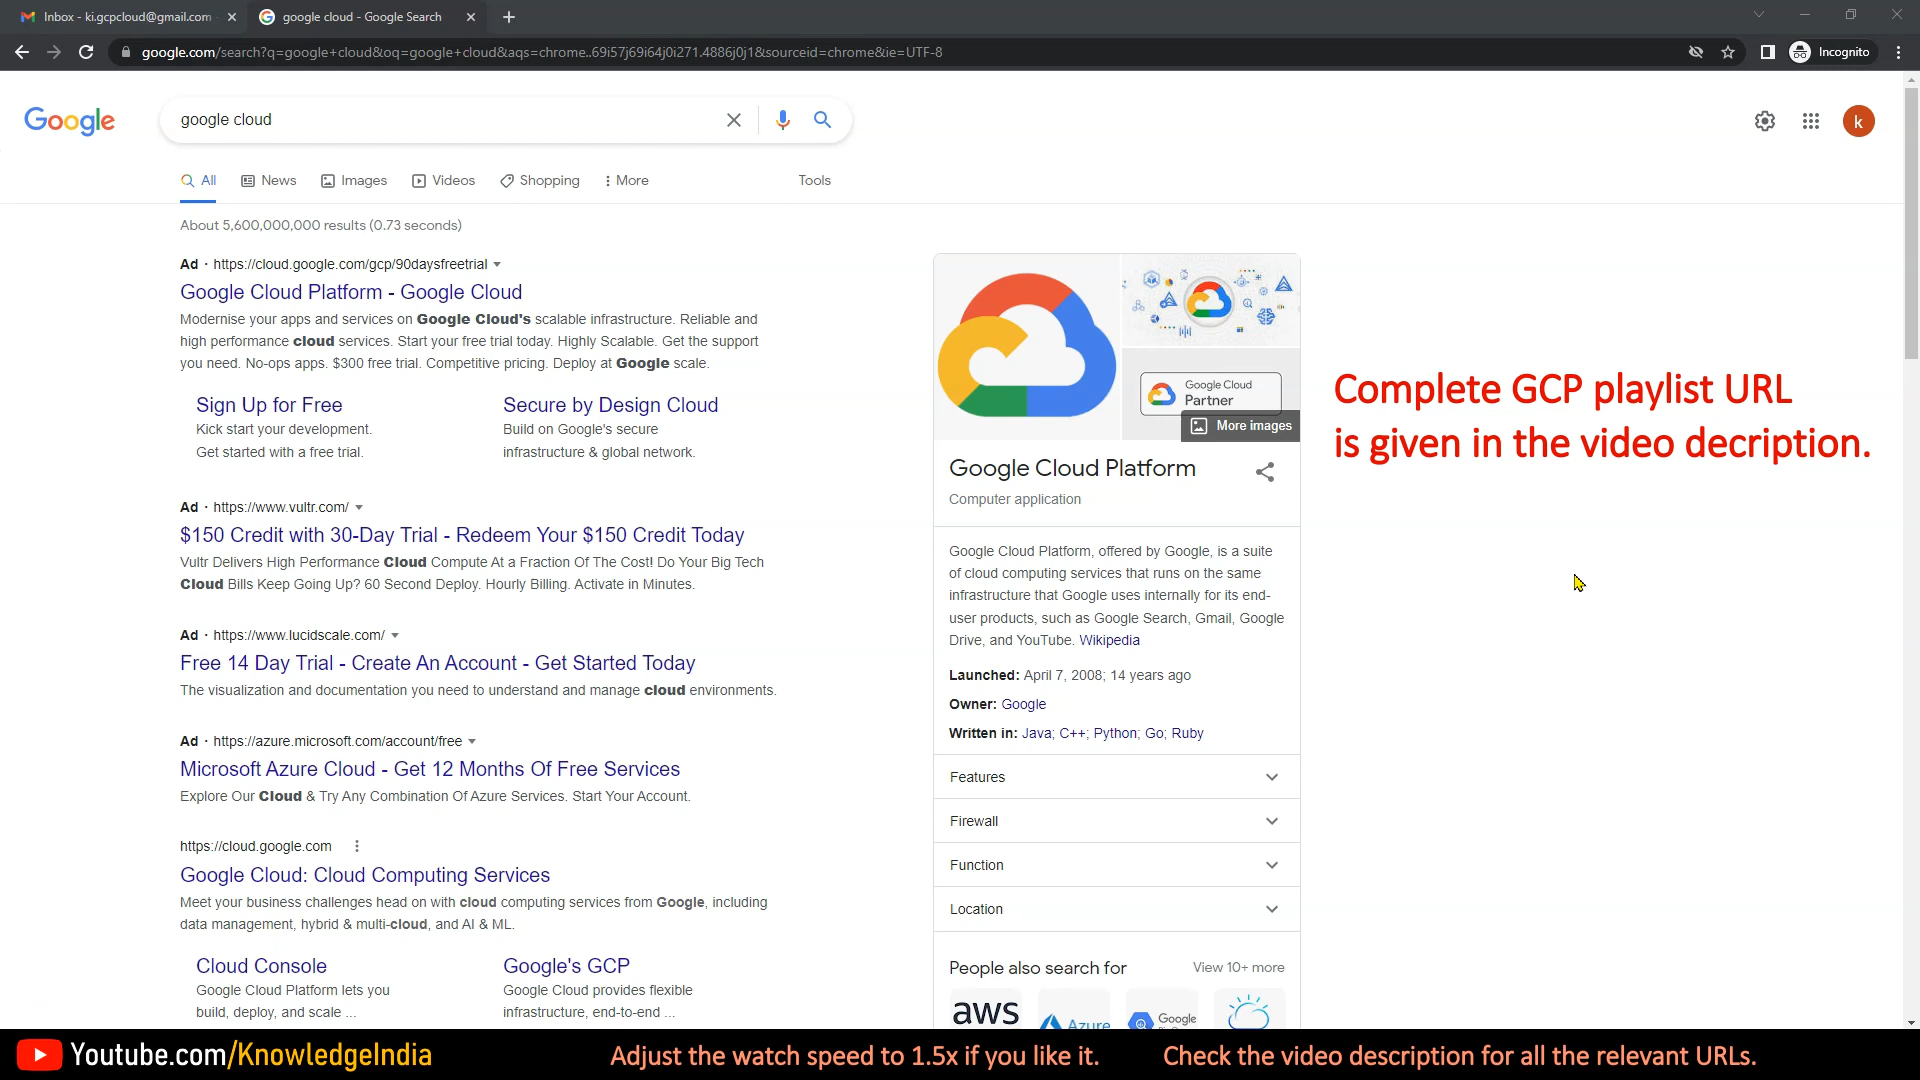 Inbox - ki.gcpcloud@gmail.com
google cloud - Google Search
google.com/search?q=google+cloud&oq=google+cloud&aqs=chrome..69i57j69i64j0i271.4886j0j1&sourceid=chrome&ie=UTF-8
Incognito
Google
google cloud
k
All
News
Images
Videos
Shopping
More
Tools
About 5,600,000,000 results (0.73 seconds)
Ad · https://cloud.google.com/gcp/90daysfreetrial
Google Cloud Platform - Google Cloud
Modernise your apps and services on Google Cloud's scalable infrastructure. Reliable and
high performance cloud services. Start your free trial today. Highly Scalable. Get the support
you need. No-ops apps. $300 free trial. Competitive pricing. Deploy at Google scale.
Sign Up for Free
Kick start your development.
Get started with a free trial.
Secure by Design Cloud
Build on Google's secure
infrastructure & global network.
Ad · https://www.vultr.com/
$150 Credit with 30-Day Trial - Redeem Your $150 Credit Today
Vultr Delivers High Performance Cloud Compute At a Fraction Of The Cost! Do Your Big Tech
Cloud Bills Keep Going Up? 60 Second Deploy. Hourly Billing. Activate in Minutes.
Ad · https://www.lucidscale.com/
Free 14 Day Trial - Create An Account - Get Started Today
The visualization and documentation you need to understand and manage cloud environments.
Ad · https://azure.microsoft.com/account/free
Microsoft Azure Cloud - Get 12 Months Of Free Services
Explore Our Cloud & Try Any Combination Of Azure Services. Start Your Account.
https://cloud.google.com
Google Cloud: Cloud Computing Services
Meet your business challenges head on with cloud computing services from Google, including
data management, hybrid & multi-cloud, and AI & ML.
Cloud Console
Google Cloud Platform lets you
build, deploy, and scale ...
Google's GCP
Google Cloud provides flexible
infrastructure, end-to-end ...
Google Cloud
Partner
More images
Google Cloud Platform
Computer application
Google Cloud Platform, offered by Google, is a suite
of cloud computing services that runs on the same
infrastructure that Google uses internally for its end-
user products, such as Google Search, Gmail, Google
Drive, and YouTube. Wikipedia
Launched: April 7, 2008; 14 years ago
Owner: Google
Written in: Java; C++; Python; Go; Ruby
Features
Firewall
Function
Location
People also search for
View 10+ more
aws
Azure
Google
Complete GCP playlist URL
is given in the video decription.
Youtube.com/KnowledgeIndia
Adjust the watch speed to 1.5x if you like it.
Check the video description for all the relevant URLs.